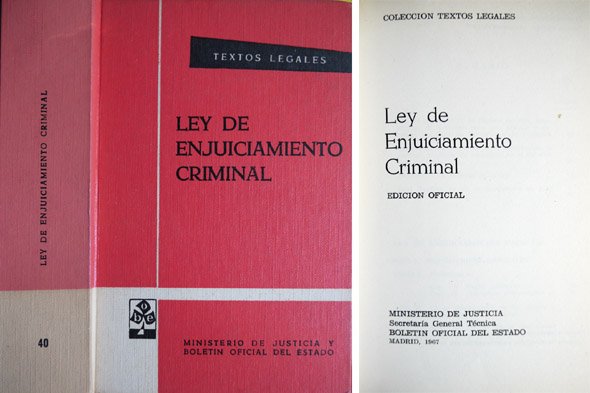 LEY DE ENJUICIAMIENTO CRIMINAL
40
TEXTOS LEGALES
LEY DE
ENJUICIAMIENTO
CRIMINAL
boe
MINISTERIO DE JUSTICIA Y
BOLETIN OFICIAL DEL ESTADO
COLECCION TEXTOS LEGALES
Ley de
Enjuiciamiento
Criminal
EDICION OFICIAL
MINISTERIO DE JUSTICIA
Secretaría General Técnica
BOLETIN OFICIAL DEL ESTADO
MADRID, 1967